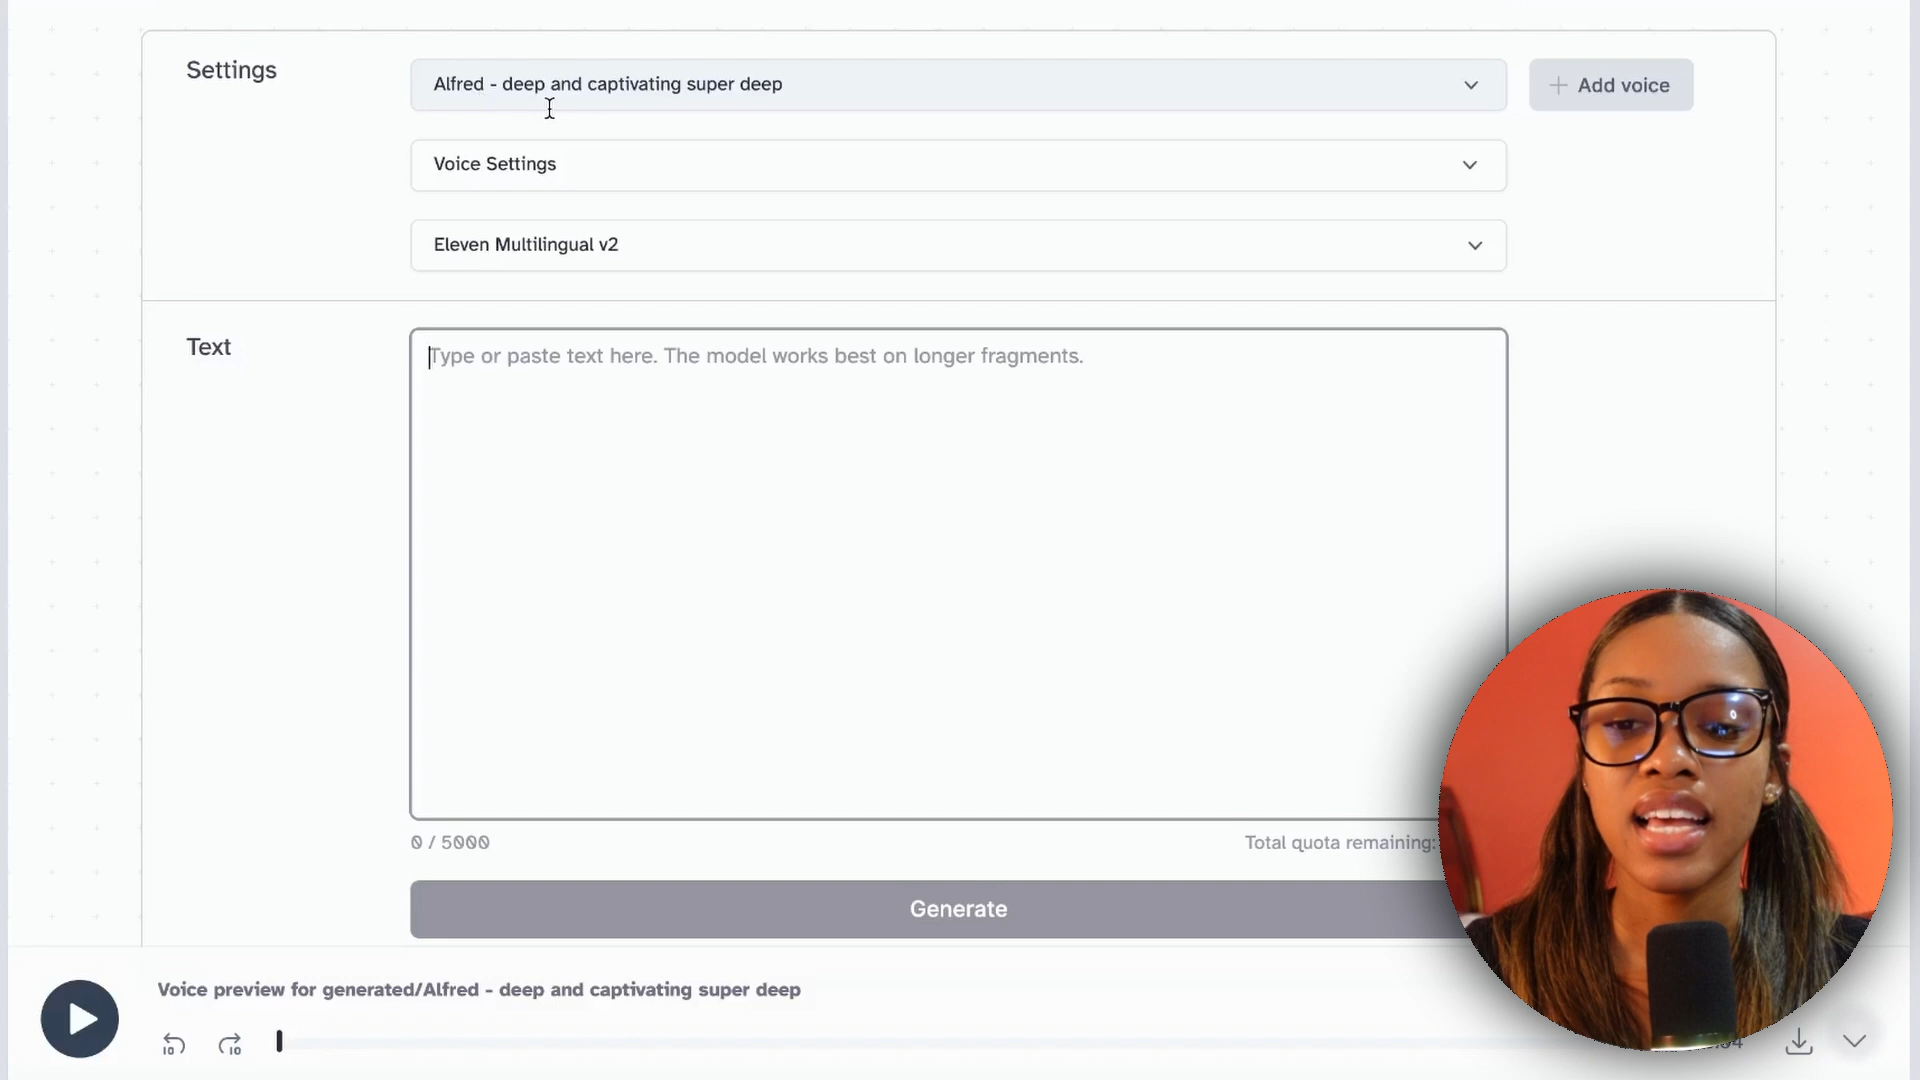 Settings
Alfred - deep and captivating super deep
Add voice
Voice Settings
Eleven Multilingual v2
Text
Type or paste text here. The model works best on longer fragments.
0 / 5000
Total quota remaining:
Generate
Voice preview for generated/Alfred - deep and captivating super deep
10
10